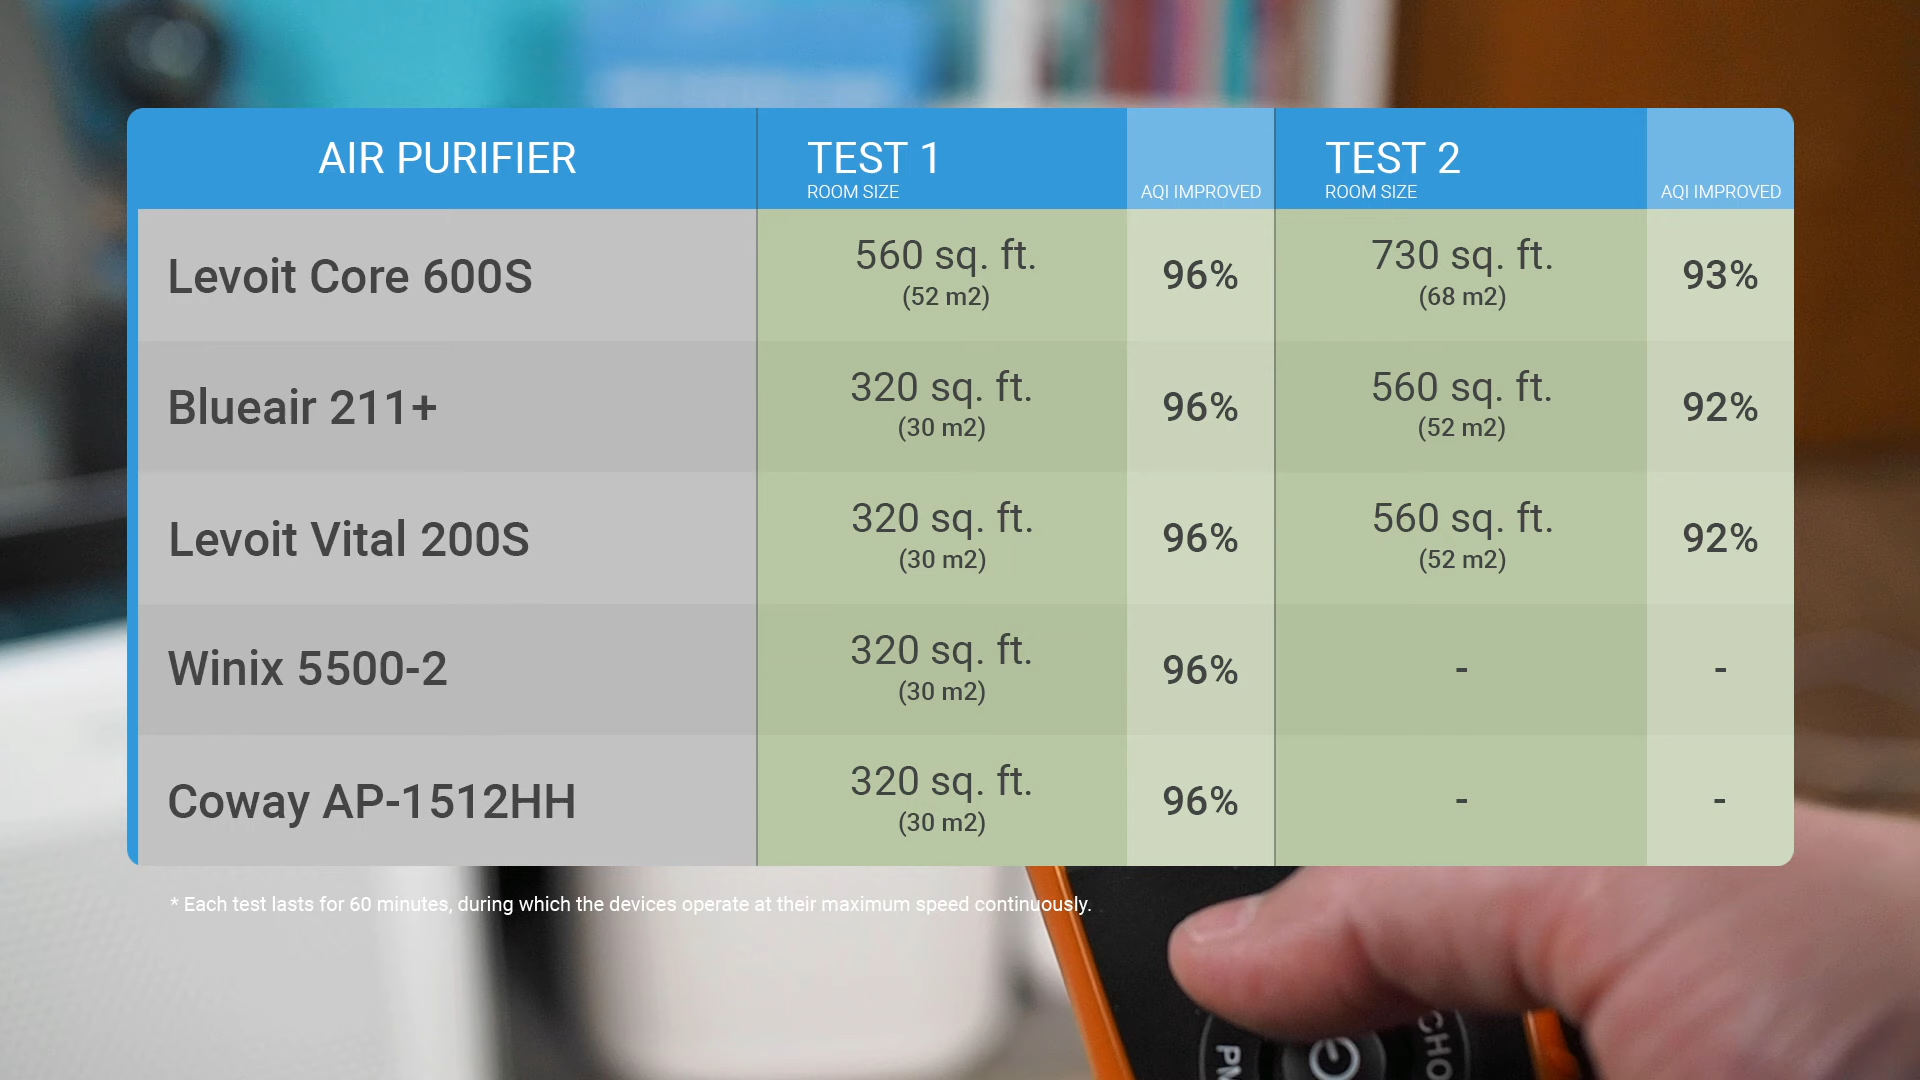 AIR PURIFIER
TEST 1
ROOM SIZE
AQI IMPROVED
TEST 2
ROOM SIZE
AQI IMPROVED
Levoit Core 600S
560 sq. ft.
(52 m2)
96%
730 sq. ft.
(68 m2)
93%
Blueair 211+
320 sq. ft.
(30 m2)
96%
560 sq. ft.
(52 m2)
92%
Levoit Vital 200S
320 sq. ft.
(30 m2)
96%
560 sq. ft.
(52 m2)
92%
Winix 5500-2
320 sq. ft.
(30 m2)
96%
-
-
Coway AP-1512HH
320 sq. ft.
(30 m2)
96%
-
-
* Each test lasts for 60 minutes, during which the devices operate at their maximum speed continuously.